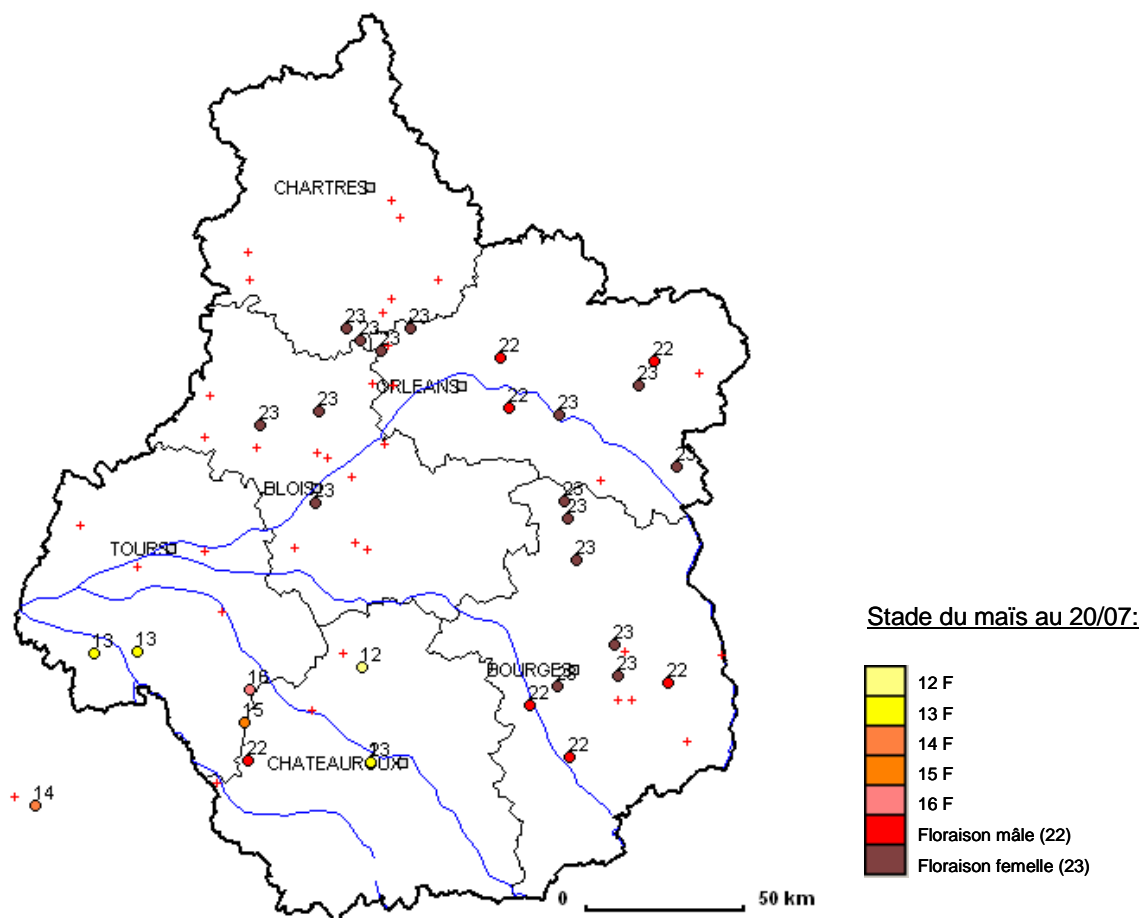 CHARTRES
23
23
23
23
22
22
23
ORLEANS
22
23
23
23
23
BLOIS
23
23
23
TOURS
23
Stade du maïs au 20/07:
13
13
12
23
BOURGES
23
22
16
15
22
12 F
13 F
14 F
15 F
16 F
Floraison mâle (22)
Floraison femelle (23)
22
CHATEAUROUX
22
14
0
50 km